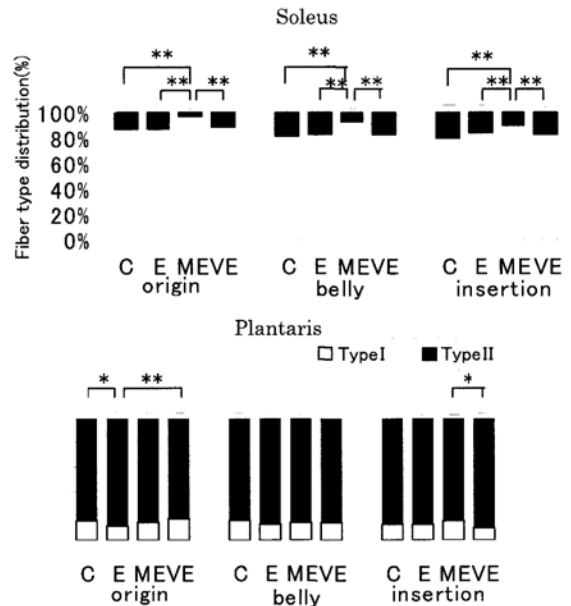 Soleus
** ** **
** ** ** ** ** **
Fiber type distribution(%)
100%
80%
60%
40%
20%
0%
C E MEVE C E MEVE C E MEVE
origin belly insertion
Plantaris
TypeI TypeII
* ** *
C E MEVE C E MEVE C E MEVE
origin belly insertion